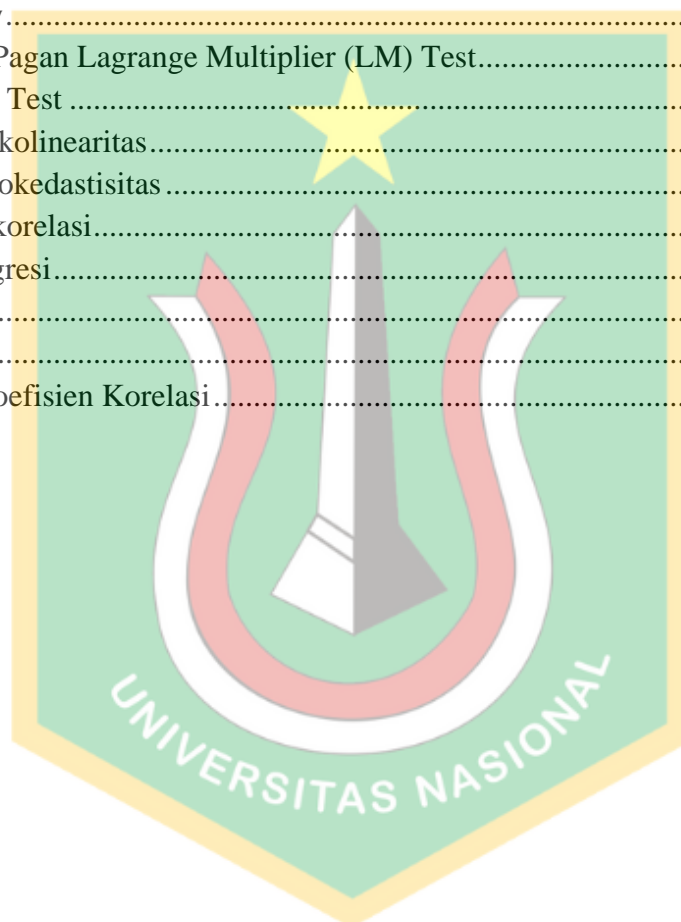 Pagan Lagrange Multiplier (LM) Test........................
Test ........................................................................
kolinearitas..............................................................
okedastisitas ............................................................
korelasi.....................................................................
gresi..........................................................................
oefisien Korelasi......................................................
UNIVERSITAS NASIONAL